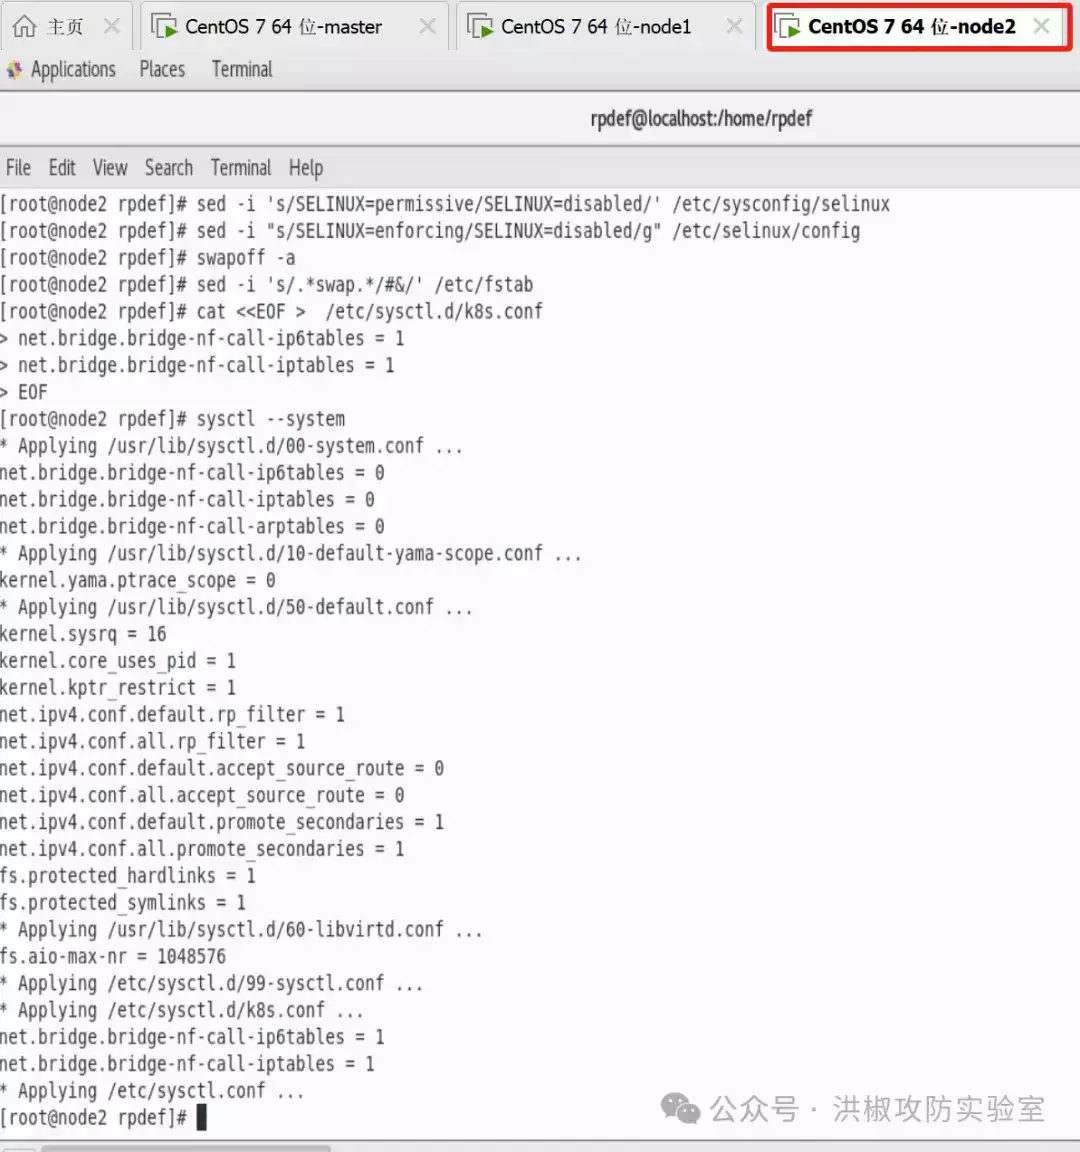 主页
CentOS 7 64 位-master
CentOS 7 64 位-node1
CentOS 7 64 位-node2
Applications Places Terminal
rpdef@localhost:/home/rpdef
File Edit View Search Terminal Help
[root@node2 rpdef]# sed -i 's/SELINUX=permissive/SELINUX=disabled/' /etc/sysconfig/selinux
[root@node2 rpdef]# sed -i "s/SELINUX=enforcing/SELINUX=disabled/g" /etc/selinux/config
[root@node2 rpdef]# swapoff -a
[root@node2 rpdef]# sed -i 's/.*swap.*/#&/' /etc/fstab
[root@node2 rpdef]# cat <<EOF >  /etc/sysctl.d/k8s.conf
> net.bridge.bridge-nf-call-ip6tables = 1
> net.bridge.bridge-nf-call-iptables = 1
> EOF
[root@node2 rpdef]# sysctl --system
* Applying /usr/lib/sysctl.d/00-system.conf ...
net.bridge.bridge-nf-call-ip6tables = 0
net.bridge.bridge-nf-call-iptables = 0
net.bridge.bridge-nf-call-arptables = 0
* Applying /usr/lib/sysctl.d/10-default-yama-scope.conf ...
kernel.yama.ptrace_scope = 0
* Applying /usr/lib/sysctl.d/50-default.conf ...
kernel.sysrq = 16
kernel.core_uses_pid = 1
kernel.kptr_restrict = 1
net.ipv4.conf.default.rp_filter = 1
net.ipv4.conf.all.rp_filter = 1
net.ipv4.conf.default.accept_source_route = 0
net.ipv4.conf.all.accept_source_route = 0
net.ipv4.conf.default.promote_secondaries = 1
net.ipv4.conf.all.promote_secondaries = 1
fs.protected_hardlinks = 1
fs.protected_symlinks = 1
* Applying /usr/lib/sysctl.d/60-libvirtd.conf ...
fs.aio-max-nr = 1048576
* Applying /etc/sysctl.d/99-sysctl.conf ...
* Applying /etc/sysctl.d/k8s.conf ...
net.bridge.bridge-nf-call-ip6tables = 1
net.bridge.bridge-nf-call-iptables = 1
* Applying /etc/sysctl.conf ...
[root@node2 rpdef]#
公众号 · 洪椒攻防实验室